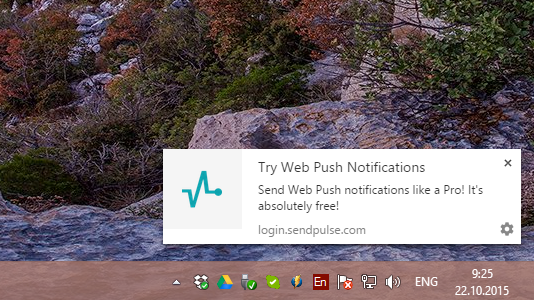 Try Web Push Notifications
Send Web Push notifications like a Pro! It's
absolutely free!
login.sendpulse.com
En
ENG
9:25
22.10.2015